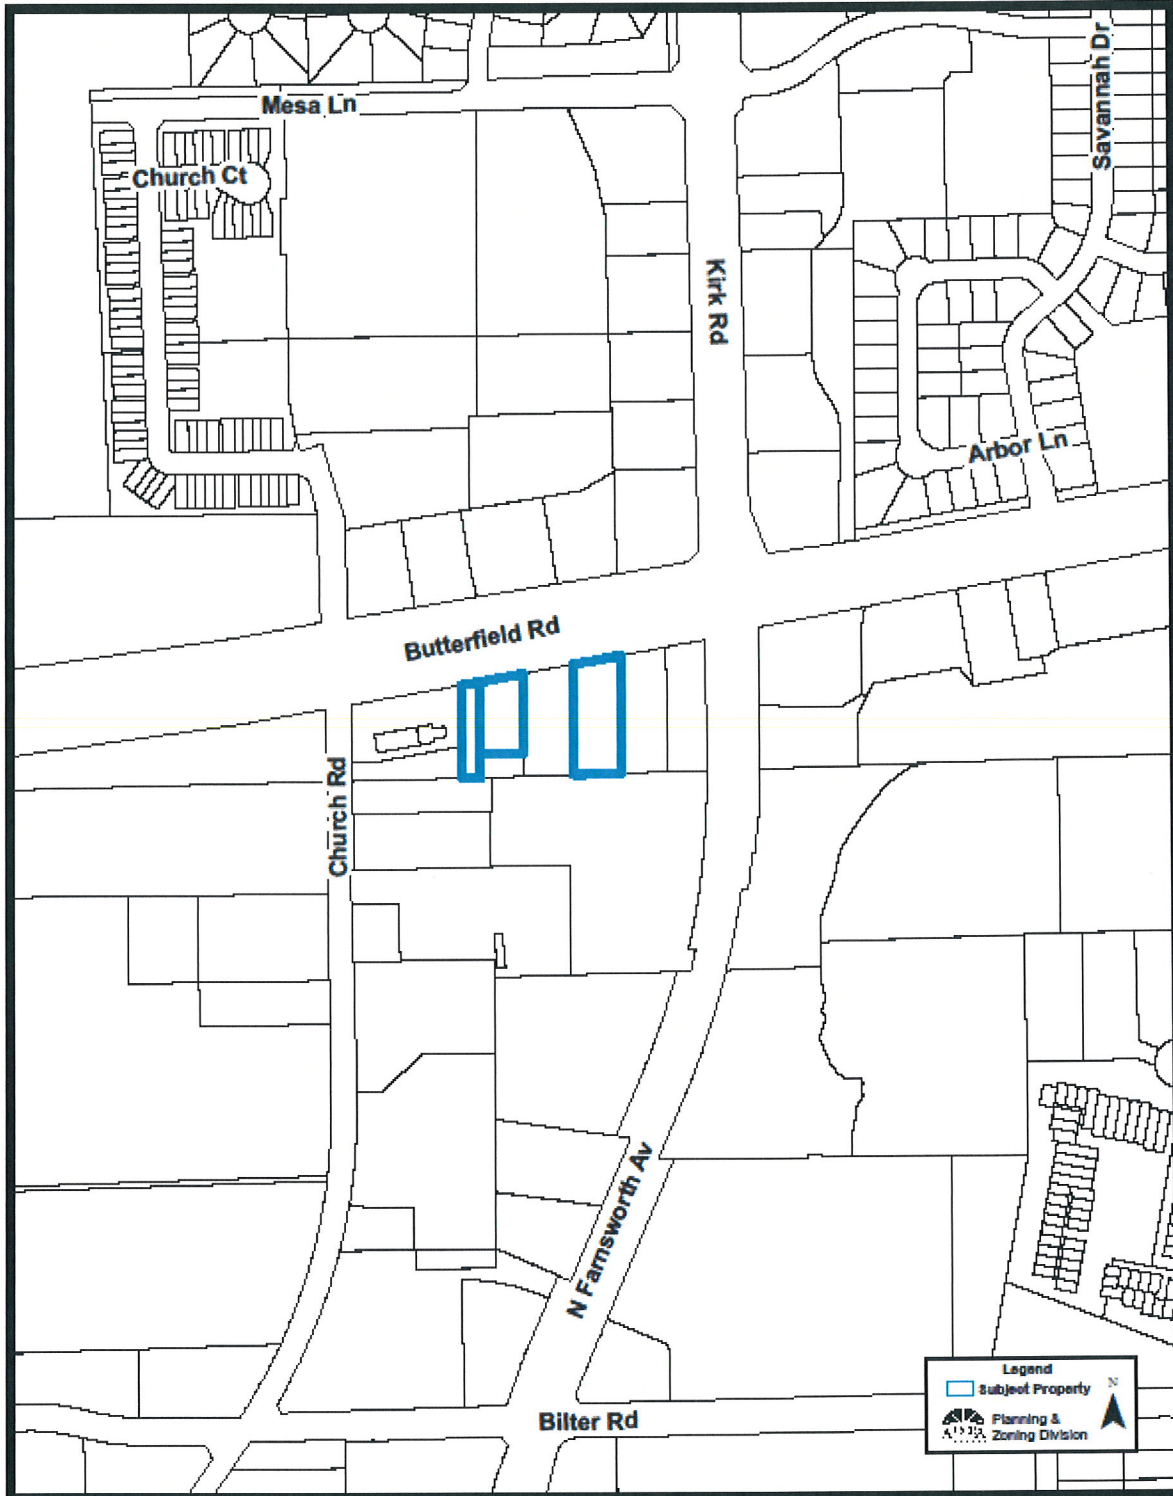 Savannah Dr
Mesa Ln
Church Ct
Kirk Rd
Arbor Ln
Butterfield Rd
Church Rd
N Farnsworth Av
Bilter Rd
Legend
Subject Property
N
Planning &
Zoning Division